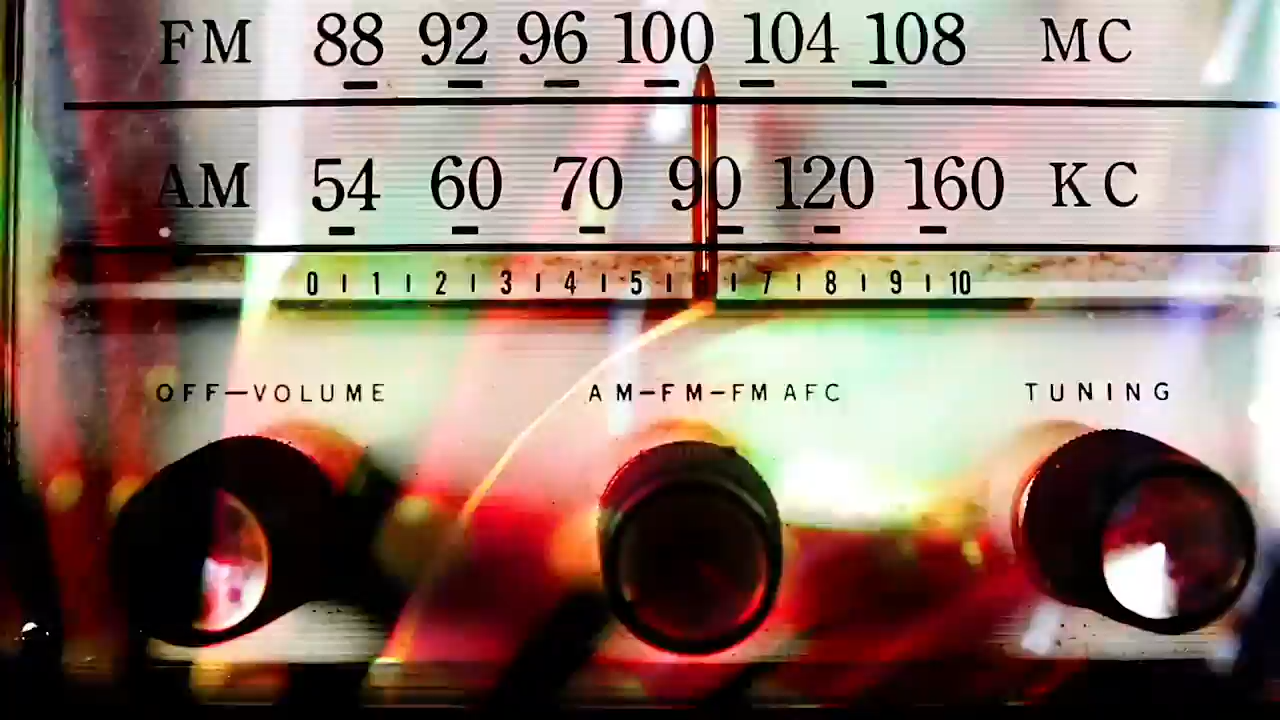 FM 88 92 96 100 104 108 MC
AM 54 60 70 90 120 160 KC
0 1 2 3 4 5 7 8 9 10
OFF—VOLUME AM—FM—FM AFC TUNING